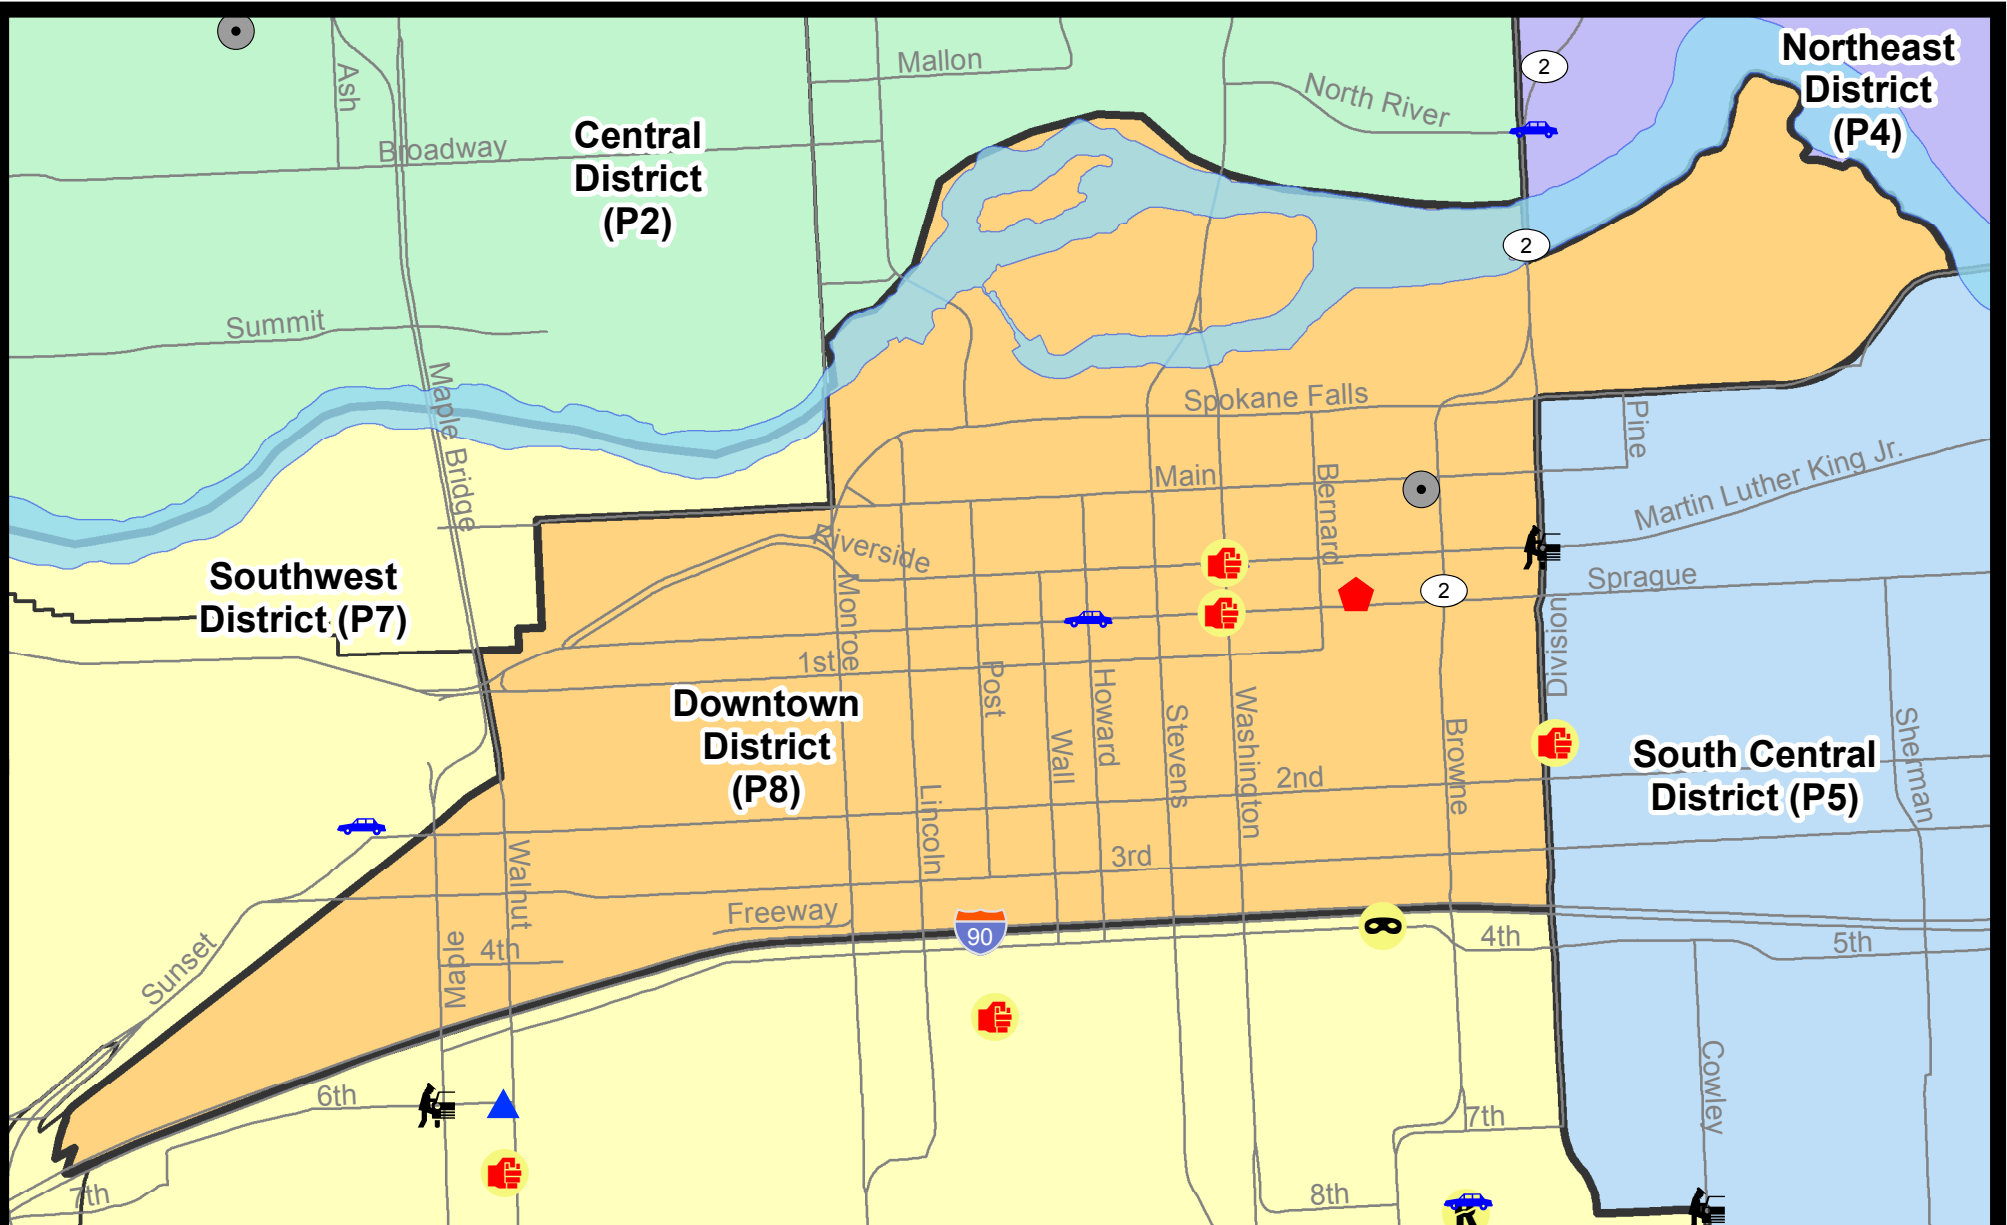 Northeast
District
(P4)
2
Mallon
Ash
North River
Central
District
(P2)
Broadway
2
Summit
Maple Bridge
Spokane Falls
Pine
Main
Bernard
Martin Luther King Jr.
Riverside
Southwest
District (P7)
Monroe
2
Sprague
Division
1st
Post
Howard
Downtown
District
(P8)
Wall
Stevens
Washington
Browne
Sherman
South Central
District (P5)
2nd
Lincoln
Walnut
3rd
Freeway
90
4th
5th
4th
Maple
Sunset
Cowley
6th
7th
7th
8th